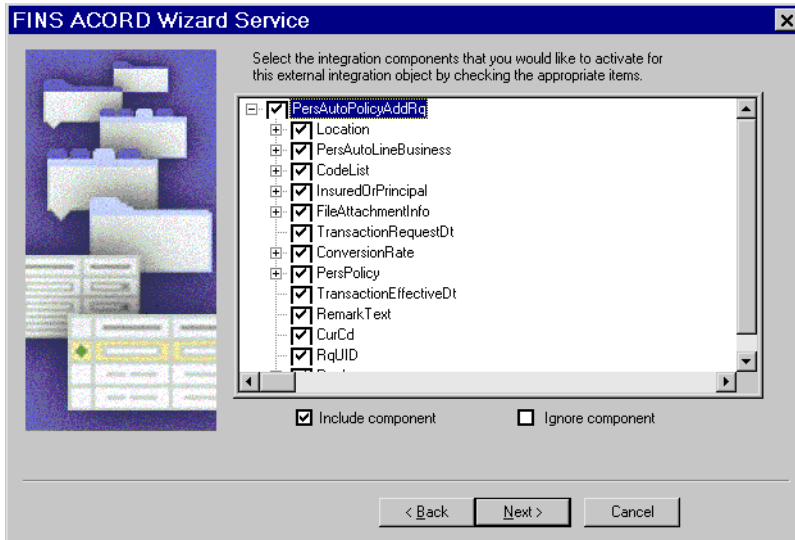 FINS ACORD Wizard Service
Select the integration components that you would like to activate for
this external integration object by checking the appropriate items.
PersAutoPolicyAddRq
Location
PersAutoLineBusiness
CodeList
InsuredOrPrincipal
FileAttachmentInfo
TransactionRequestDt
ConversionRate
PersPolicy
TransactionEffectiveDt
RemarkText
CurCd
RqUID
Include component
Ignore component
< Back
Next >
Cancel